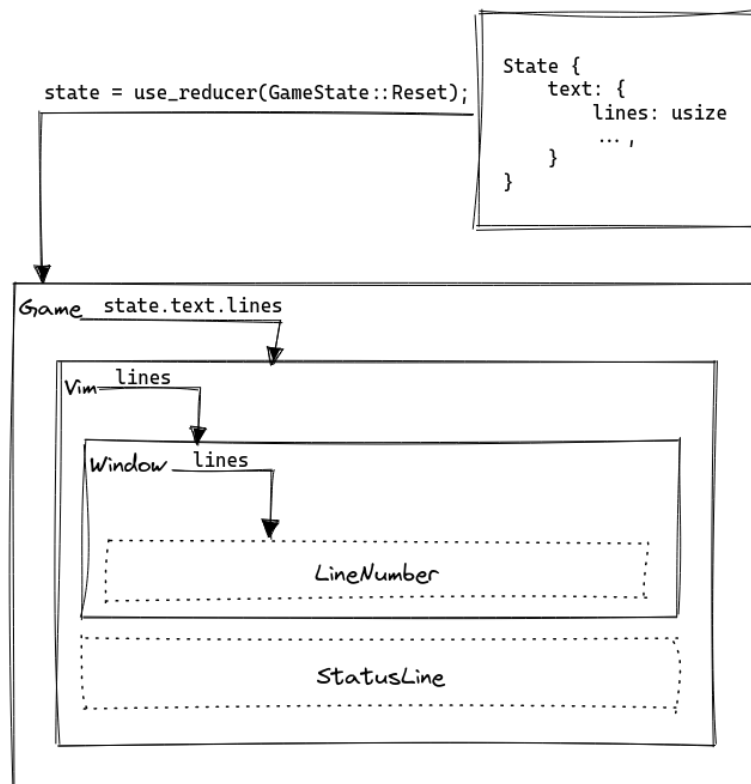 state = use_reducer(GameState::Reset);
State {
    text: {
        lines: usize
        ...,
    }
}
Game state.text.lines
Vim lines
Window lines
LineNumber
StatusLine